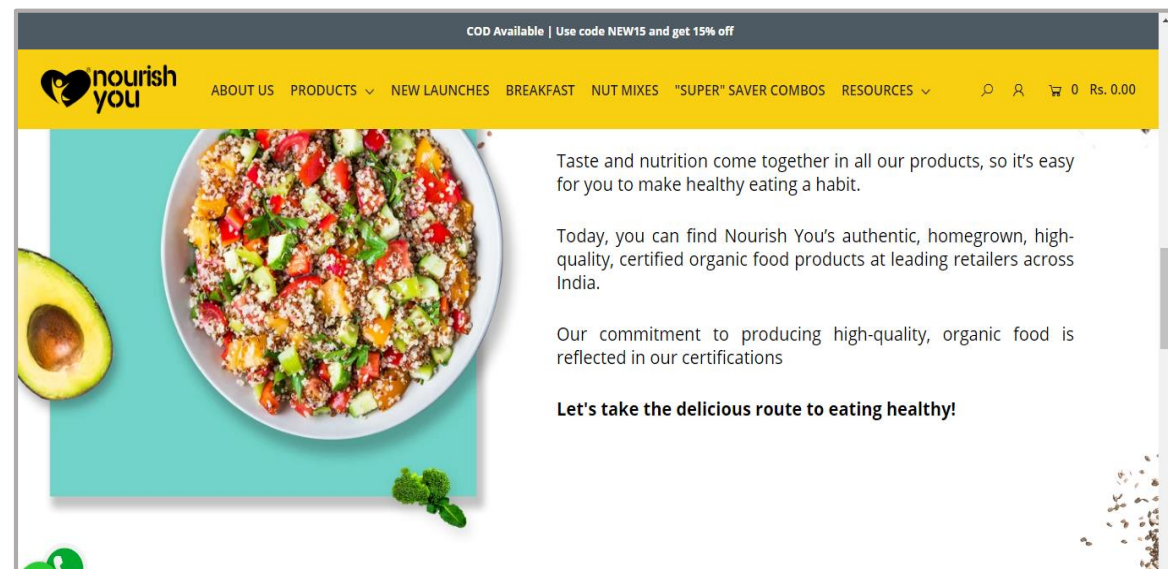 COD Available | Use code NEW15 and get 15% off
nourish
you
ABOUT US PRODUCTS NEW LAUNCHES BREAKFAST NUT MIXES "SUPER" SAVER COMBOS RESOURCES 0 Rs. 0.00
Taste and nutrition come together in all our products, so it's easy
for you to make healthy eating a habit.
Today, you can find Nourish You's authentic, homegrown, high-
quality, certified organic food products at leading retailers across
India.
Our commitment to producing high-quality, organic food is
reflected in our certifications
Let's take the delicious route to eating healthy!